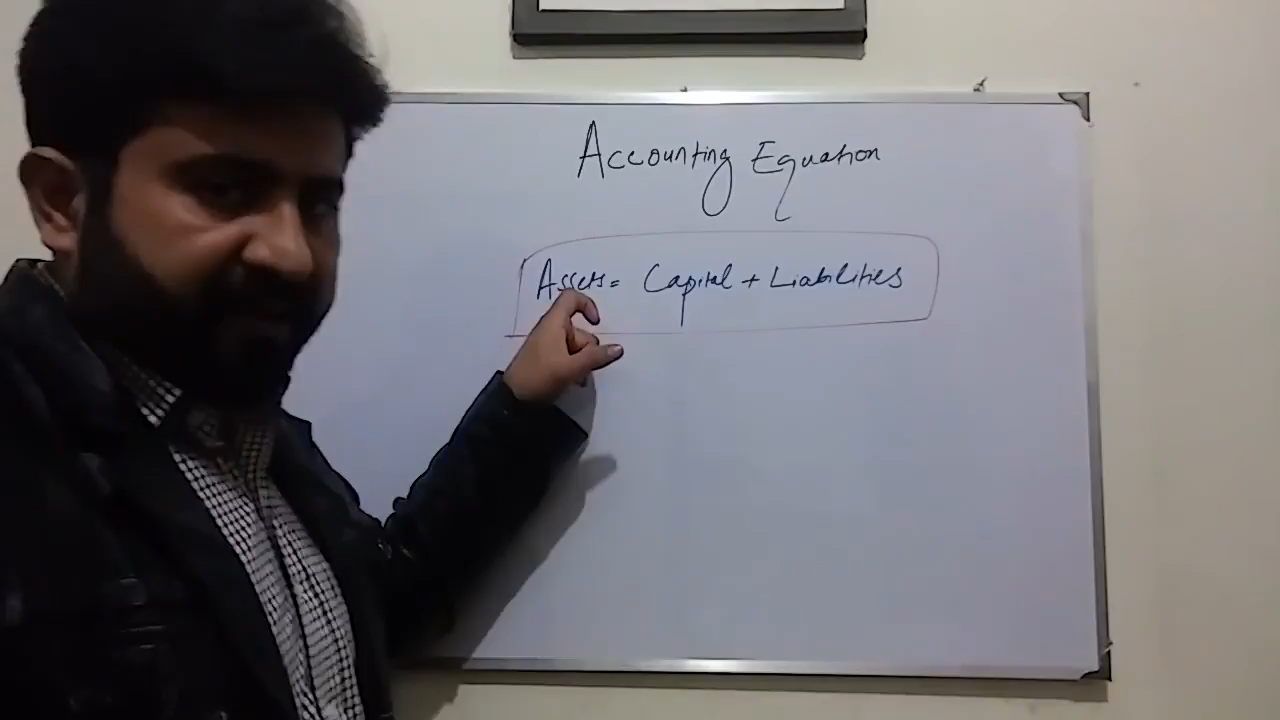 Accounting Equation
Assets = Capital + Liabilities